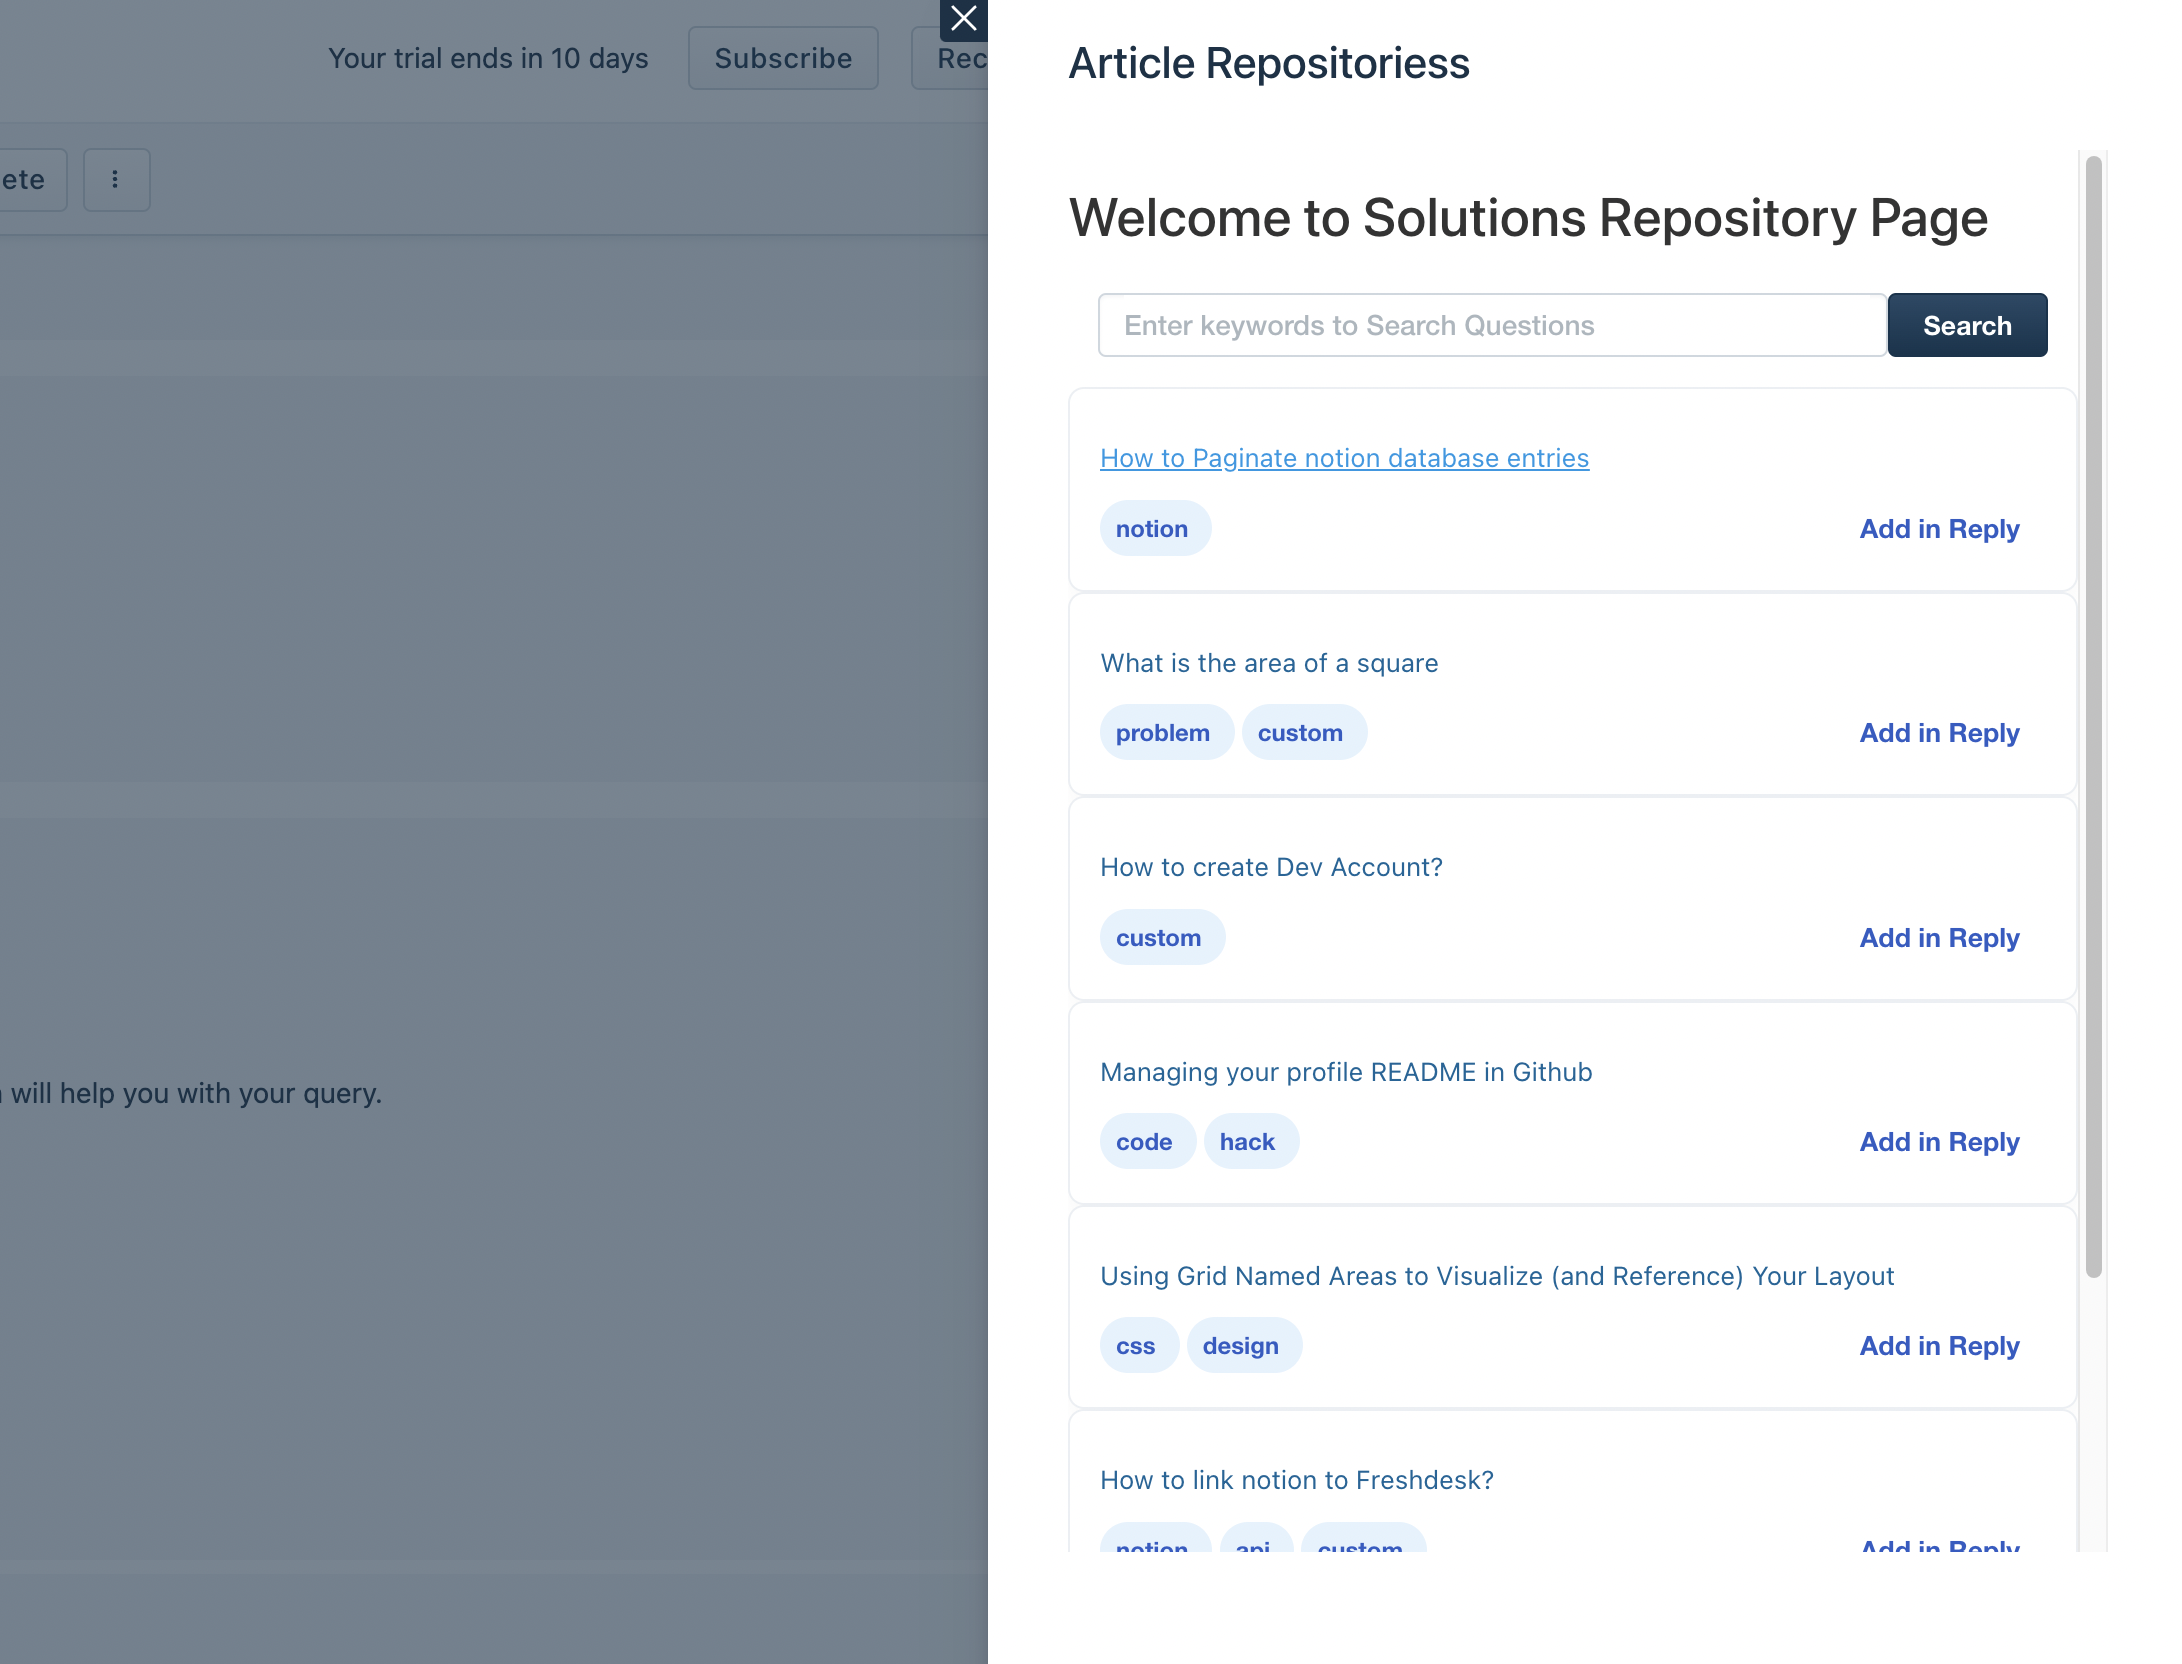 Your trial ends in 10 days
Subscribe
Rec
ete
will help you with your query.
Article Repositoriess
Welcome to Solutions Repository Page
Enter keywords to Search Questions
Search
How to Paginate notion database entries
notion
Add in Reply
What is the area of a square
problem custom
Add in Reply
How to create Dev Account?
custom
Add in Reply
Managing your profile README in Github
code hack
Add in Reply
Using Grid Named Areas to Visualize (and Reference) Your Layout
css design
Add in Reply
How to link notion to Freshdesk?
notion api custom
Add in Reply